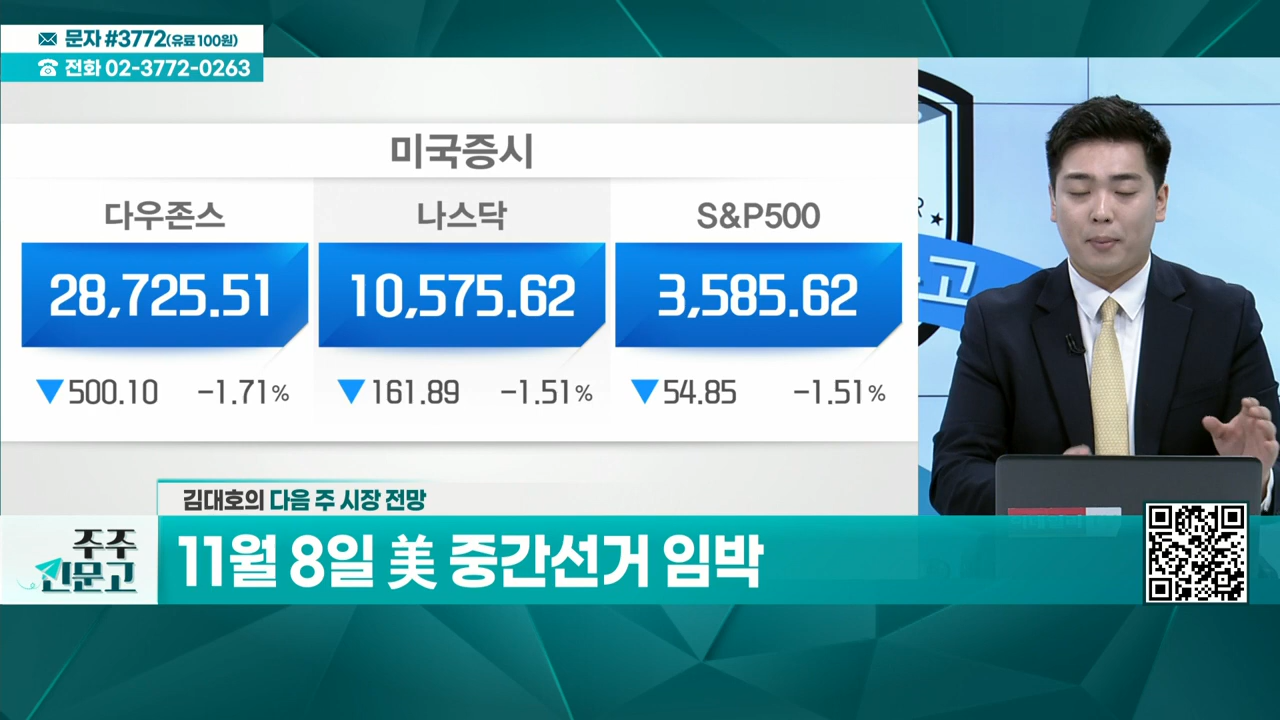 문자 #3772(유료 100원)
전화 02-3772-0263
미국증시
다우존스
나스닥
S&P500
28,725.51
10,575.62
3,585.62
▼500.10 -1.71%
▼161.89 -1.51%
▼54.85 -1.51%
김대호의 다음 주 시장 전망
주주
신문고
11월 8일 美 중간선거 임박